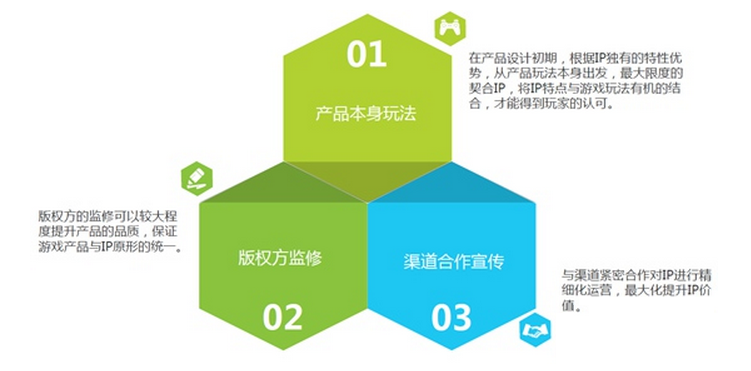 01
产品本身玩法
在产品设计初期，根据IP独有的特性优
势，从产品玩法本身出发，最大限度的
契合IP，将IP特点与游戏玩法有机的结
合，才能得到玩家的认可。
版权方的监修可以较大程
度提升产品的品质，保证
游戏产品与IP原形的统一。
版权方监修
02
渠道合作宣传
03
与渠道紧密合作对IP进行精
细化运营，最大化提升IP价
值。